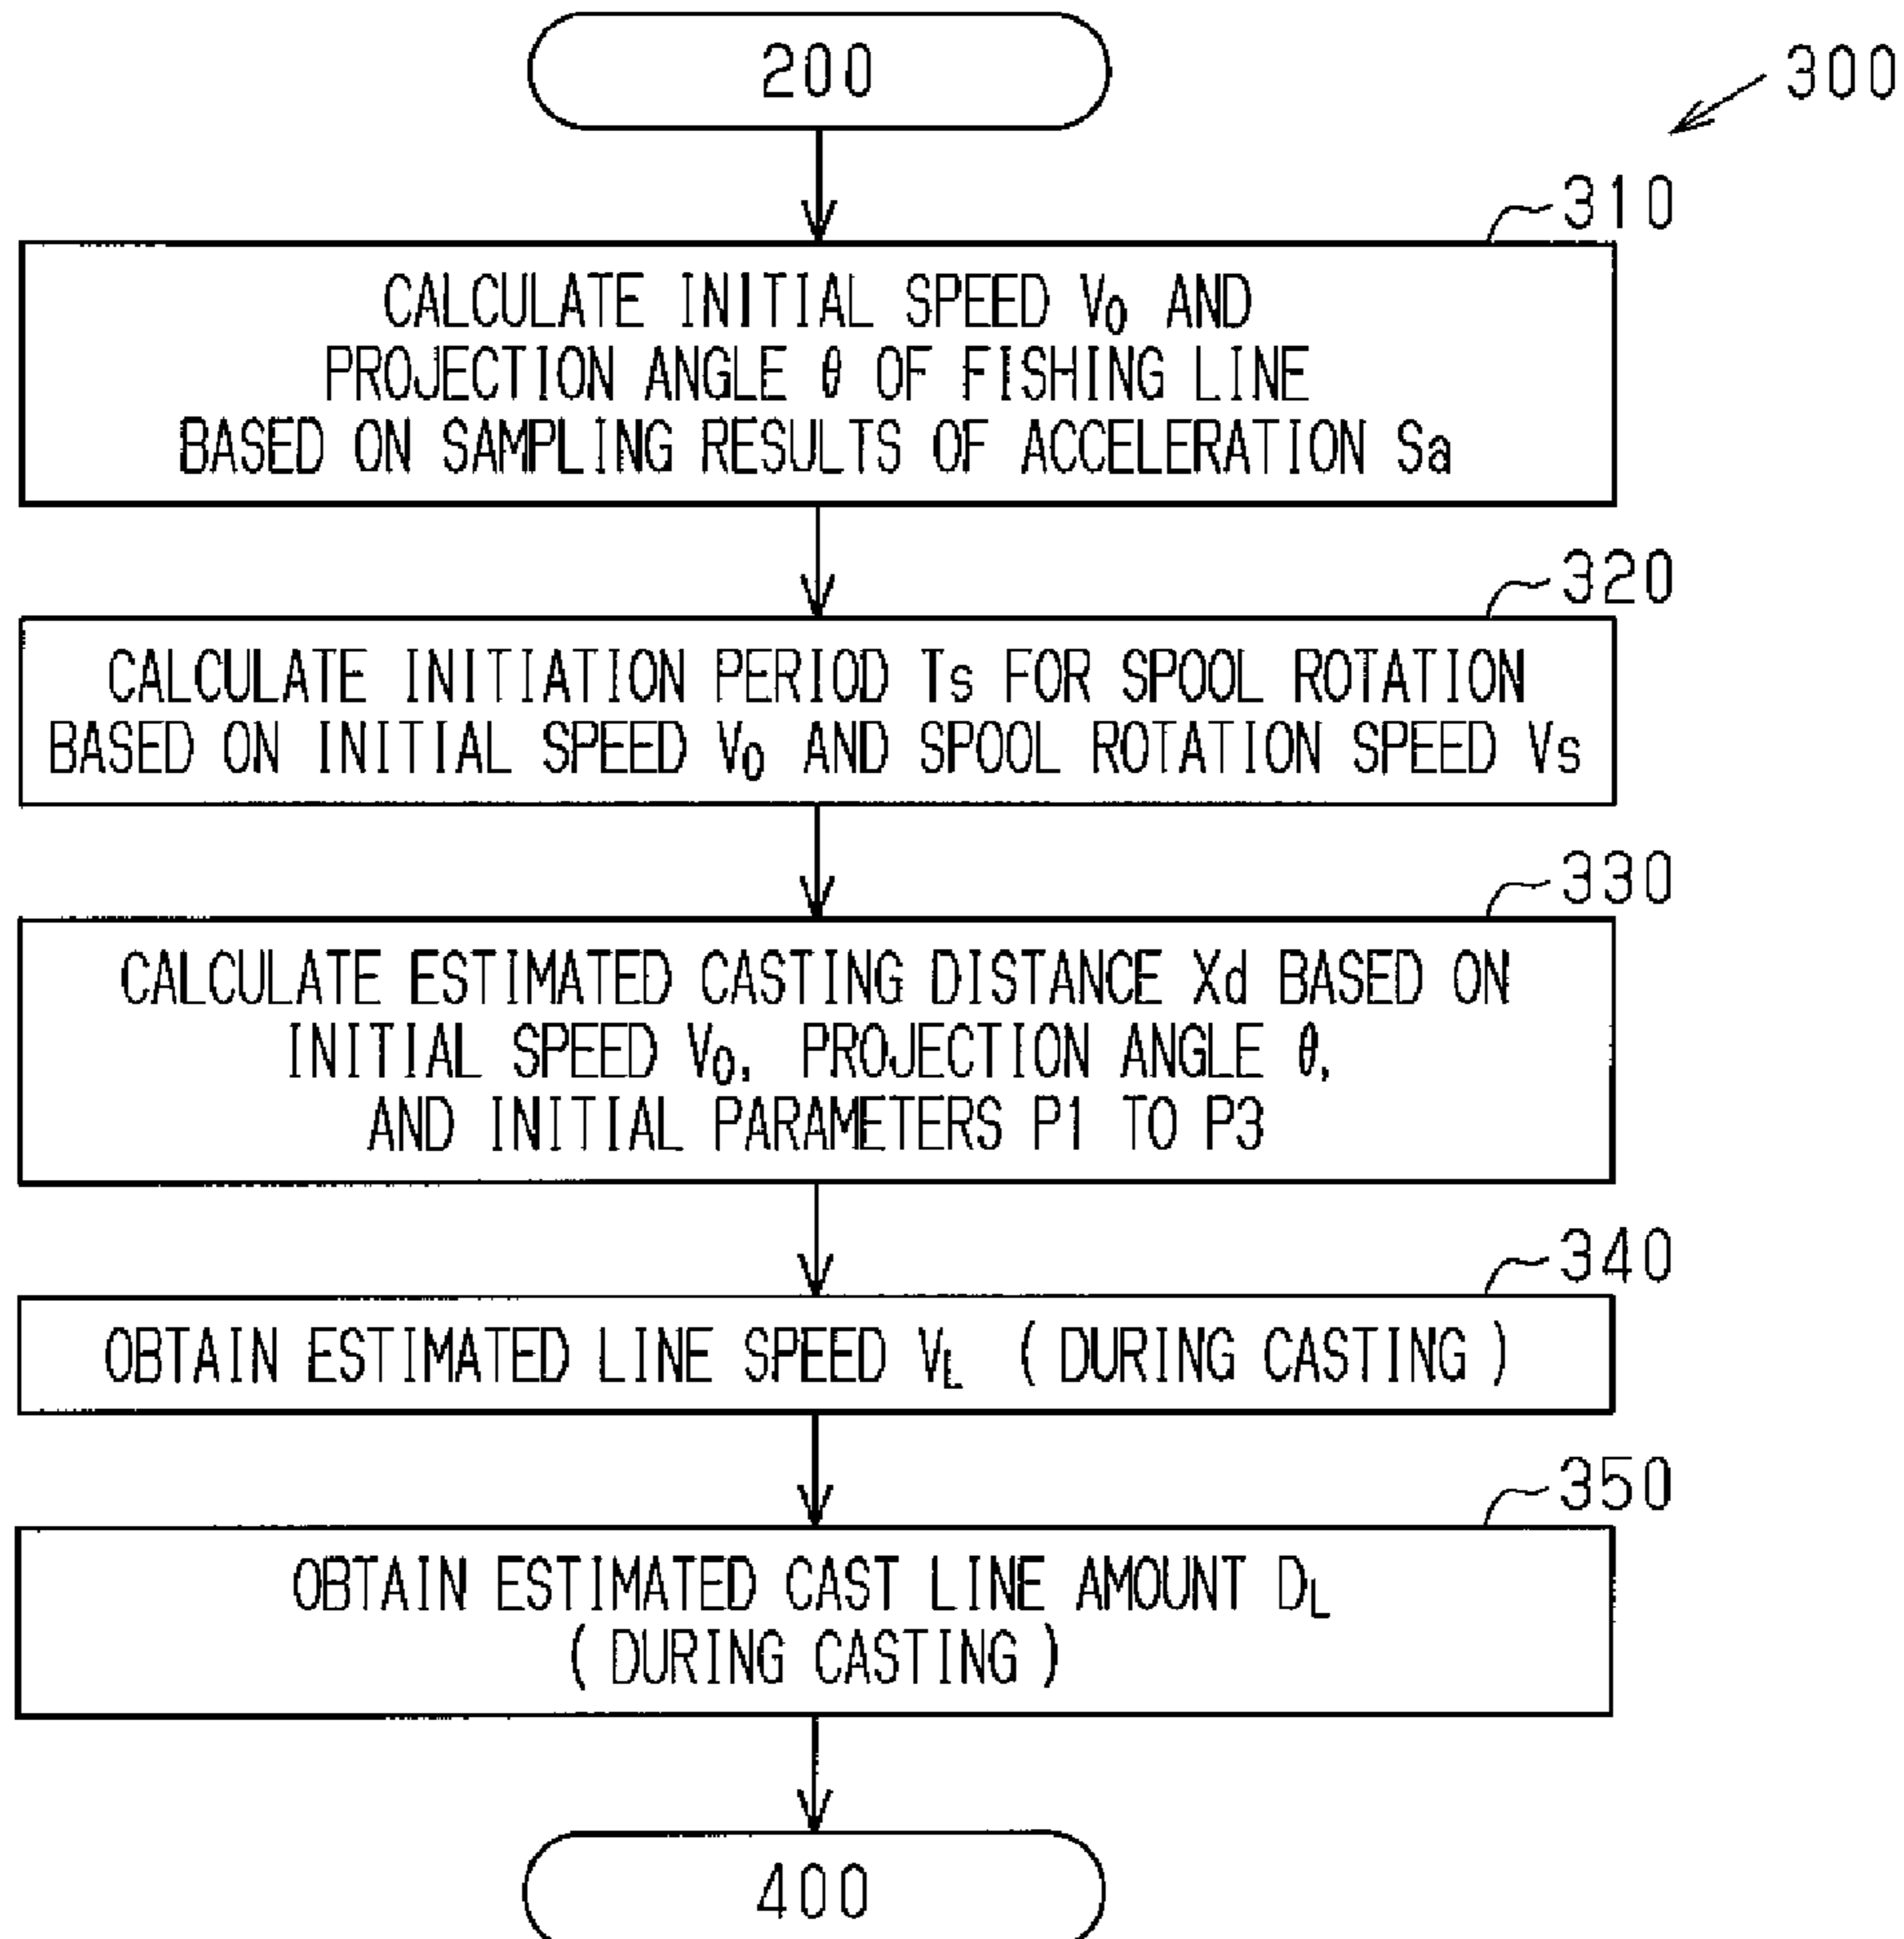 200
300
310
CALCULATE INITIAL SPEED V0 AND
PROJECTION ANGLE θ OF FISHING LINE
BASED ON SAMPLING RESULTS OF ACCELERATION Sa
320
CALCULATE INITIATION PERIOD Ts FOR SPOOL ROTATION
BASED ON INITIAL SPEED V0 AND SPOOL ROTATION SPEED Vs
330
CALCULATE ESTIMATED CASTING DISTANCE Xd BASED ON
INITIAL SPEED V0, PROJECTION ANGLE θ,
AND INITIAL PARAMETERS P1 TO P3
340
OBTAIN ESTIMATED LINE SPEED VL (DURING CASTING)
350
OBTAIN ESTIMATED CAST LINE AMOUNT DL
(DURING CASTING)
400